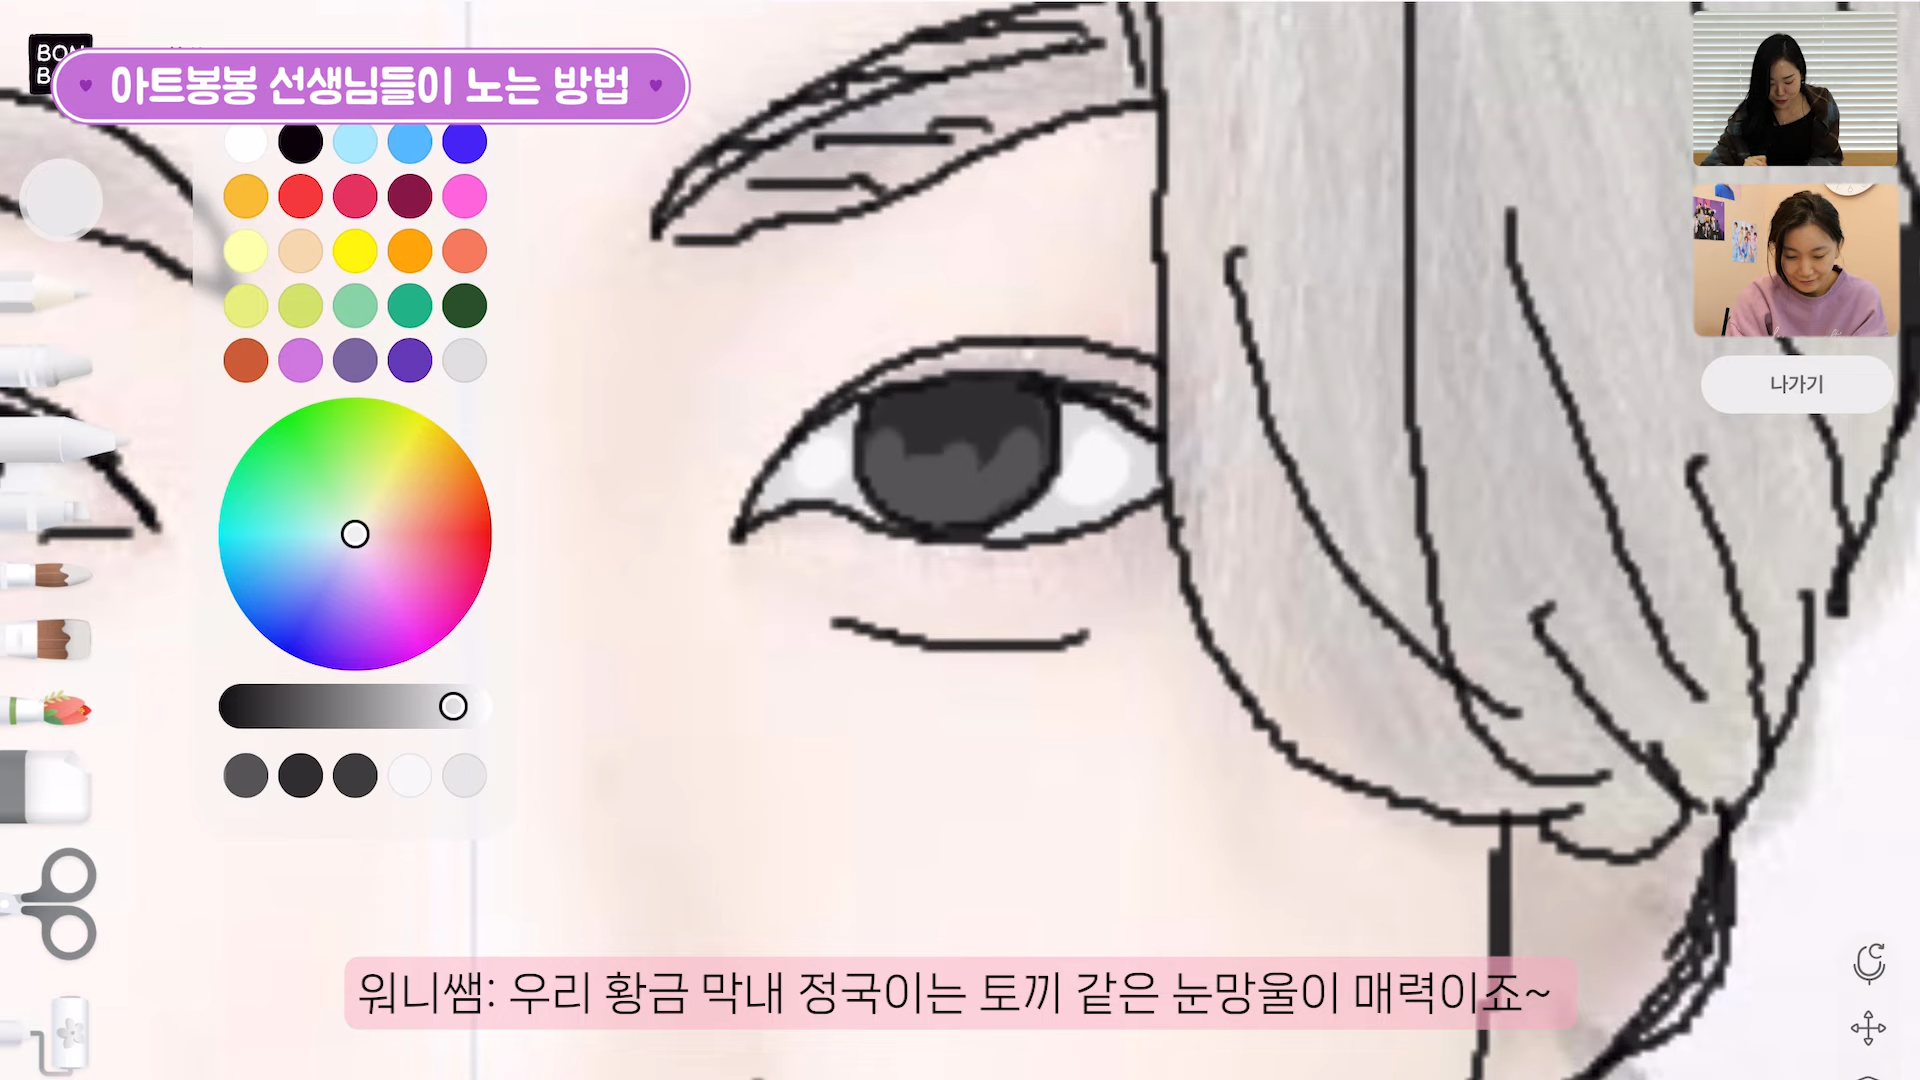 BON
B
아트봉봉 선생님들이 노는 방법
나가기
워니쌤: 우리 황금 막내 정국이는 토끼 같은 눈망울이 매력이죠~